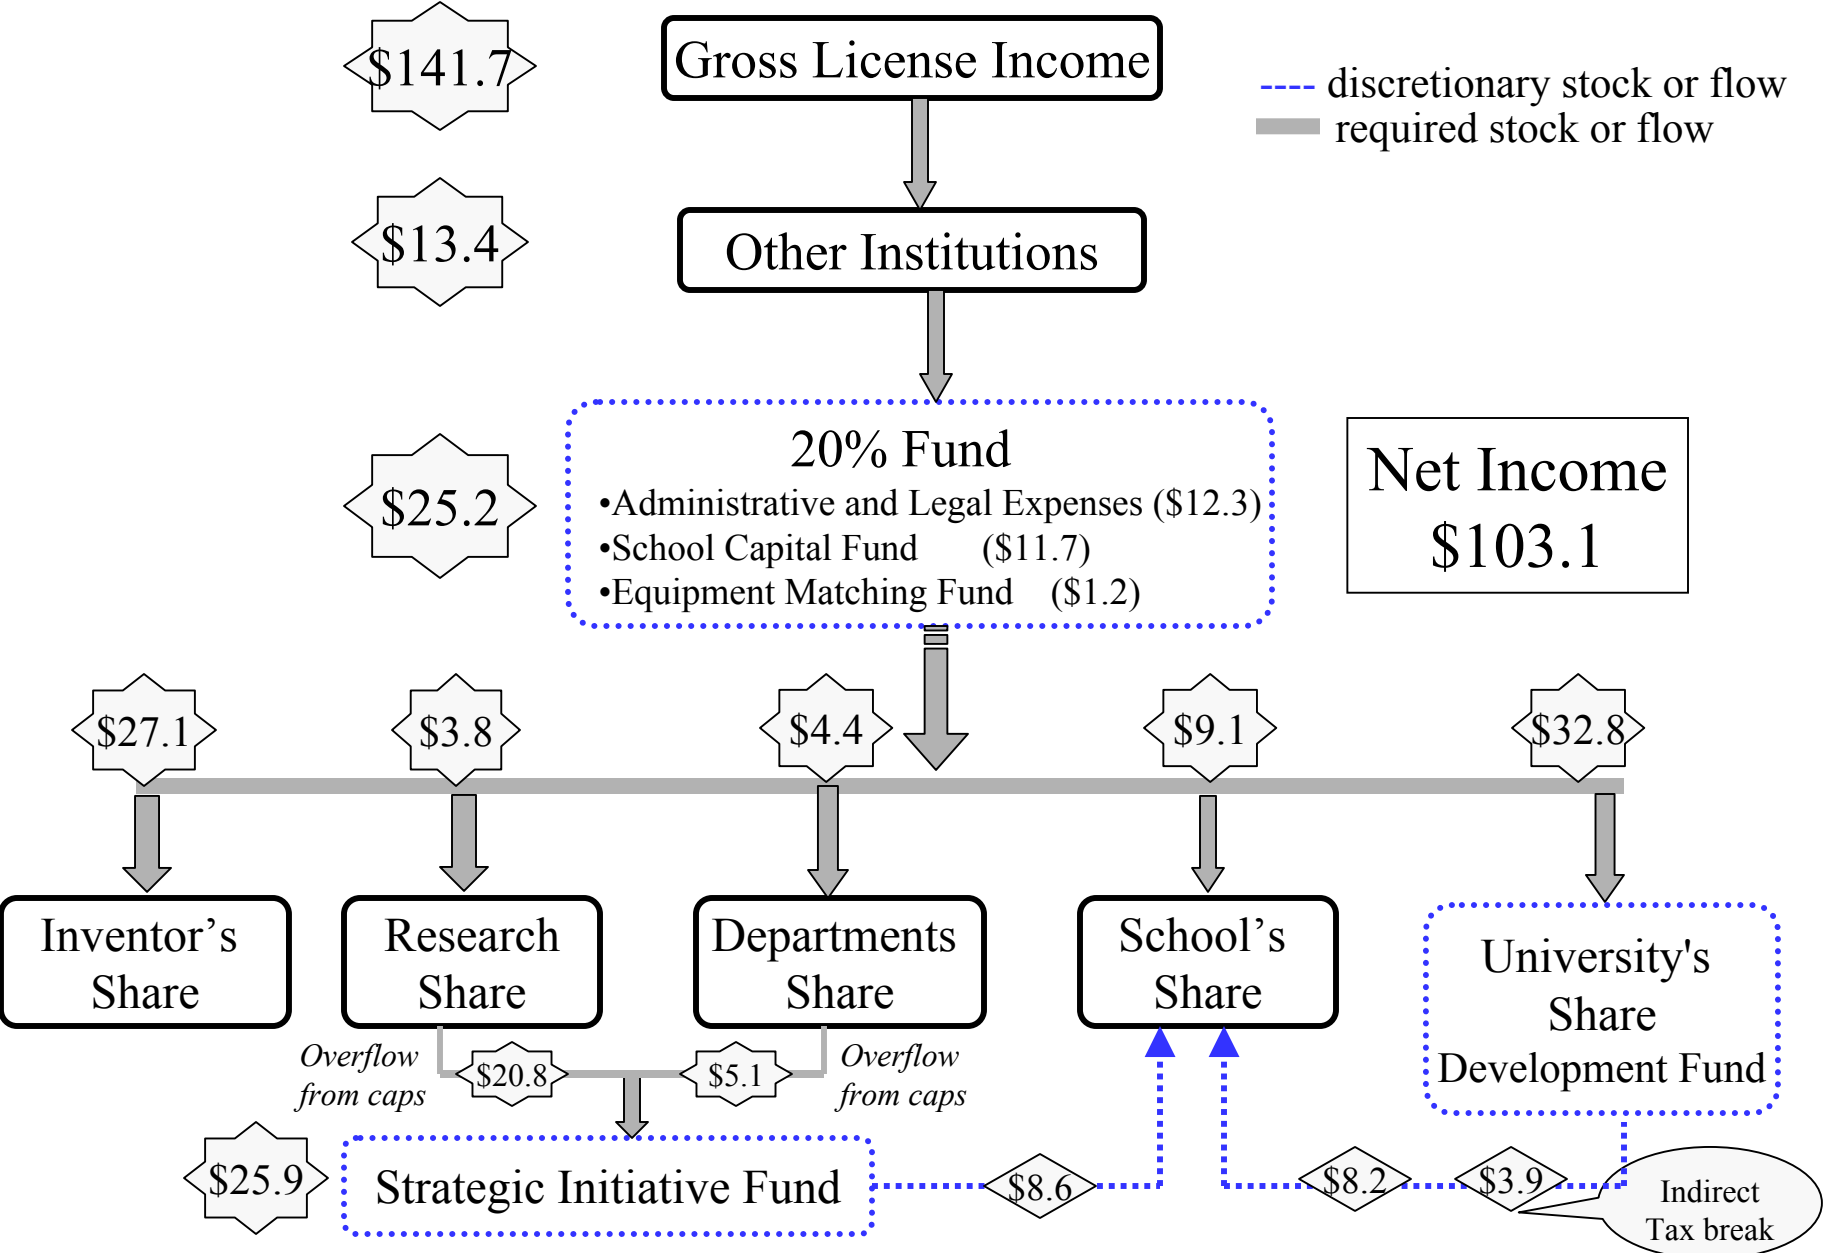 $141.7
Gross License Income
---- discretionary stock or flow
required stock or flow
$13.4
Other Institutions
$25.2
20% Fund
•Administrative and Legal Expenses ($12.3)
•School Capital Fund ($11.7)
•Equipment Matching Fund ($1.2)
Net Income
$103.1
$27.1
$3.8
$4.4
$9.1
$32.8
Inventor’s
Share
Research
Share
Departments
Share
School’s
Share
University's
Share
Development Fund
Overflow
from caps
$20.8
$5.1
Overflow
from caps
$25.9
Strategic Initiative Fund
$8.6
$8.2
$3.9
Indirect
Tax break